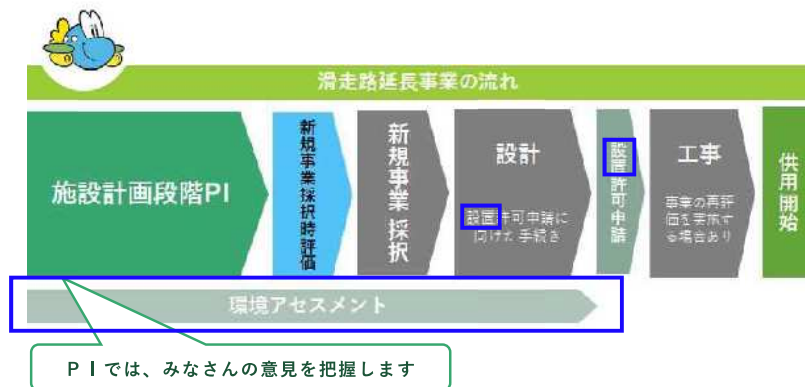 滑走路延長事業の流れ
施設計画段階PI
新規事業採択時評価
新規事業 採択
設計
設置許可申請に
向けた手続き
設置許可申請
工事
事業の再評
価を実施す
る場合あり
供用開始
環境アセスメント
ＰＩでは、みなさんの意見を把握します